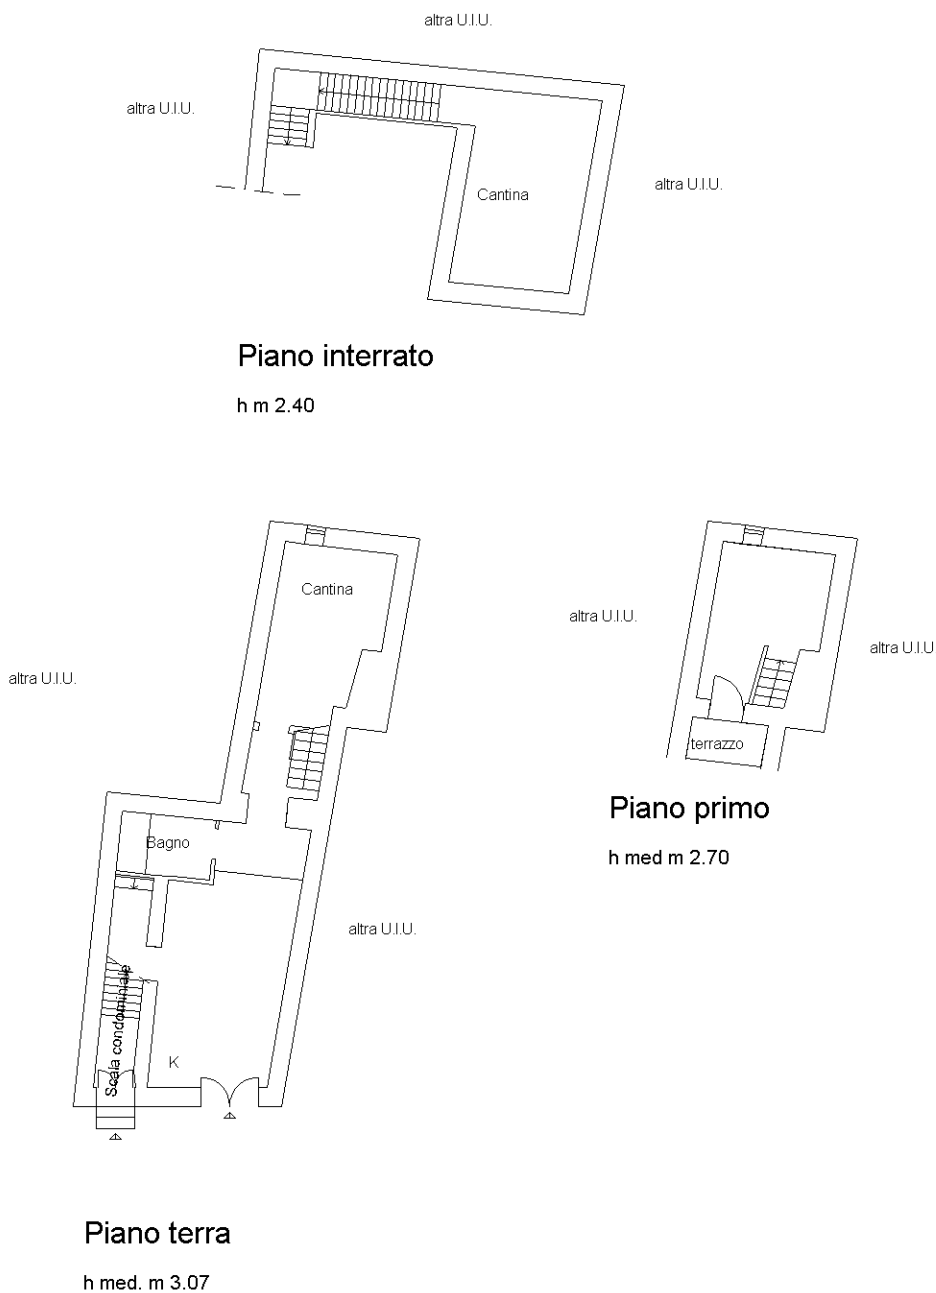 altra U.I.U.
altra U.I.U.
altra U.I.U.
Cantina
Piano interrato
h m 2.40
Cantina
altra U.I.U.
altra U.I.U
altra U.I.U.
terrazzo
Piano primo
h med m 2.70
Bagno
altra U.I.U.
Scala condominiale
K
Piano terra
h med. m 3.07